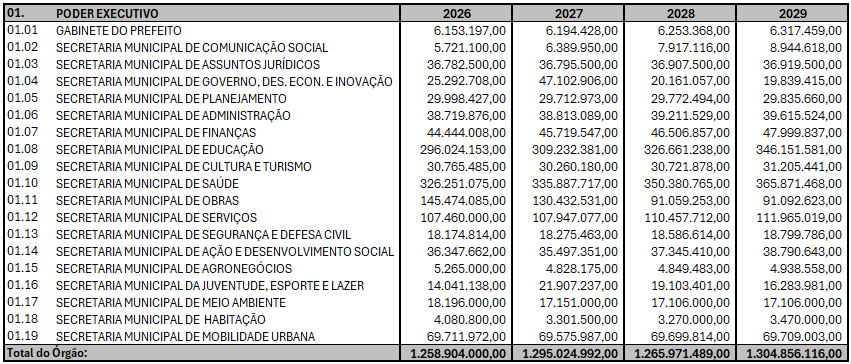 01. PODER EXECUTIVO 2026 2027 2028 2029
01.01 GABINETE DO PREFEITO 6.153.197,00 6.194.428,00 6.253.368,00 6.317.459,00
01.02 SECRETARIA MUNICIPAL DE COMUNICAÇÃO SOCIAL 5.721.100,00 6.389.950,00 7.917.116,00 8.944.618,00
01.03 SECRETARIA MUNICIPAL DE ASSUNTOS JURÍDICOS 36.782.500,00 36.795.500,00 36.907.500,00 36.919.500,00
01.04 SECRETARIA MUNICIPAL DE GOVERNO, DES. ECON. E INOVAÇÃO 25.292.708,00 47.102.906,00 20.161.057,00 19.839.415,00
01.05 SECRETARIA MUNICIPAL DE PLANEJAMENTO 29.998.427,00 29.712.973,00 29.772.494,00 29.835.660,00
01.06 SECRETARIA MUNICIPAL DE ADMINISTRAÇÃO 38.719.876,00 38.813.089,00 39.211.529,00 39.615.524,00
01.07 SECRETARIA MUNICIPAL DE FINANÇAS 44.444.008,00 45.719.547,00 46.506.857,00 47.999.837,00
01.08 SECRETARIA MUNICIPAL DE EDUCAÇÃO 296.024.153,00 309.232.381,00 326.661.238,00 346.151.581,00
01.09 SECRETARIA MUNICIPAL DE CULTURA E TURISMO 30.765.485,00 30.260.180,00 30.721.878,00 31.205.441,00
01.10 SECRETARIA MUNICIPAL DE SAÚDE 326.251.075,00 335.887.717,00 350.380.765,00 365.871.468,00
01.11 SECRETARIA MUNICIPAL DE OBRAS 145.474.085,00 130.432.531,00 91.059.253,00 91.092.623,00
01.12 SECRETARIA MUNICIPAL DE SERVIÇOS 107.460.000,00 107.947.077,00 110.457.712,00 111.965.019,00
01.13 SECRETARIA MUNICIPAL DE SEGURANÇA E DEFESA CIVIL 18.174.814,00 18.275.463,00 18.586.614,00 18.799.786,00
01.14 SECRETARIA MUNICIPAL DE AÇÃO E DESENVOLVIMENTO SOCIAL 36.347.662,00 35.497.351,00 37.345.410,00 38.790.643,00
01.15 SECRETARIA MUNICIPAL DE AGRONEGÓCIOS 5.265.000,00 4.828.175,00 4.849.483,00 4.938.558,00
01.16 SECRETARIA MUNICIPAL DA JUVENTUDE, ESPORTE E LAZER 14.041.138,00 21.907.237,00 19.103.401,00 16.283.981,00
01.17 SECRETARIA MUNICIPAL DE MEIO AMBIENTE 18.196.000,00 17.151.000,00 17.106.000,00 17.106.000,00
01.18 SECRETARIA MUNICIPAL DE HABITAÇÃO 4.080.800,00 3.301.500,00 3.270.000,00 3.470.000,00
01.19 SECRETARIA MUNICIPAL DE MOBILIDADE URBANA 69.711.972,00 69.575.987,00 69.699.814,00 69.709.003,00
Total do Órgão: 1.258.904.000,00 1.295.024.992,00 1.265.971.489,00 1.304.856.116,00